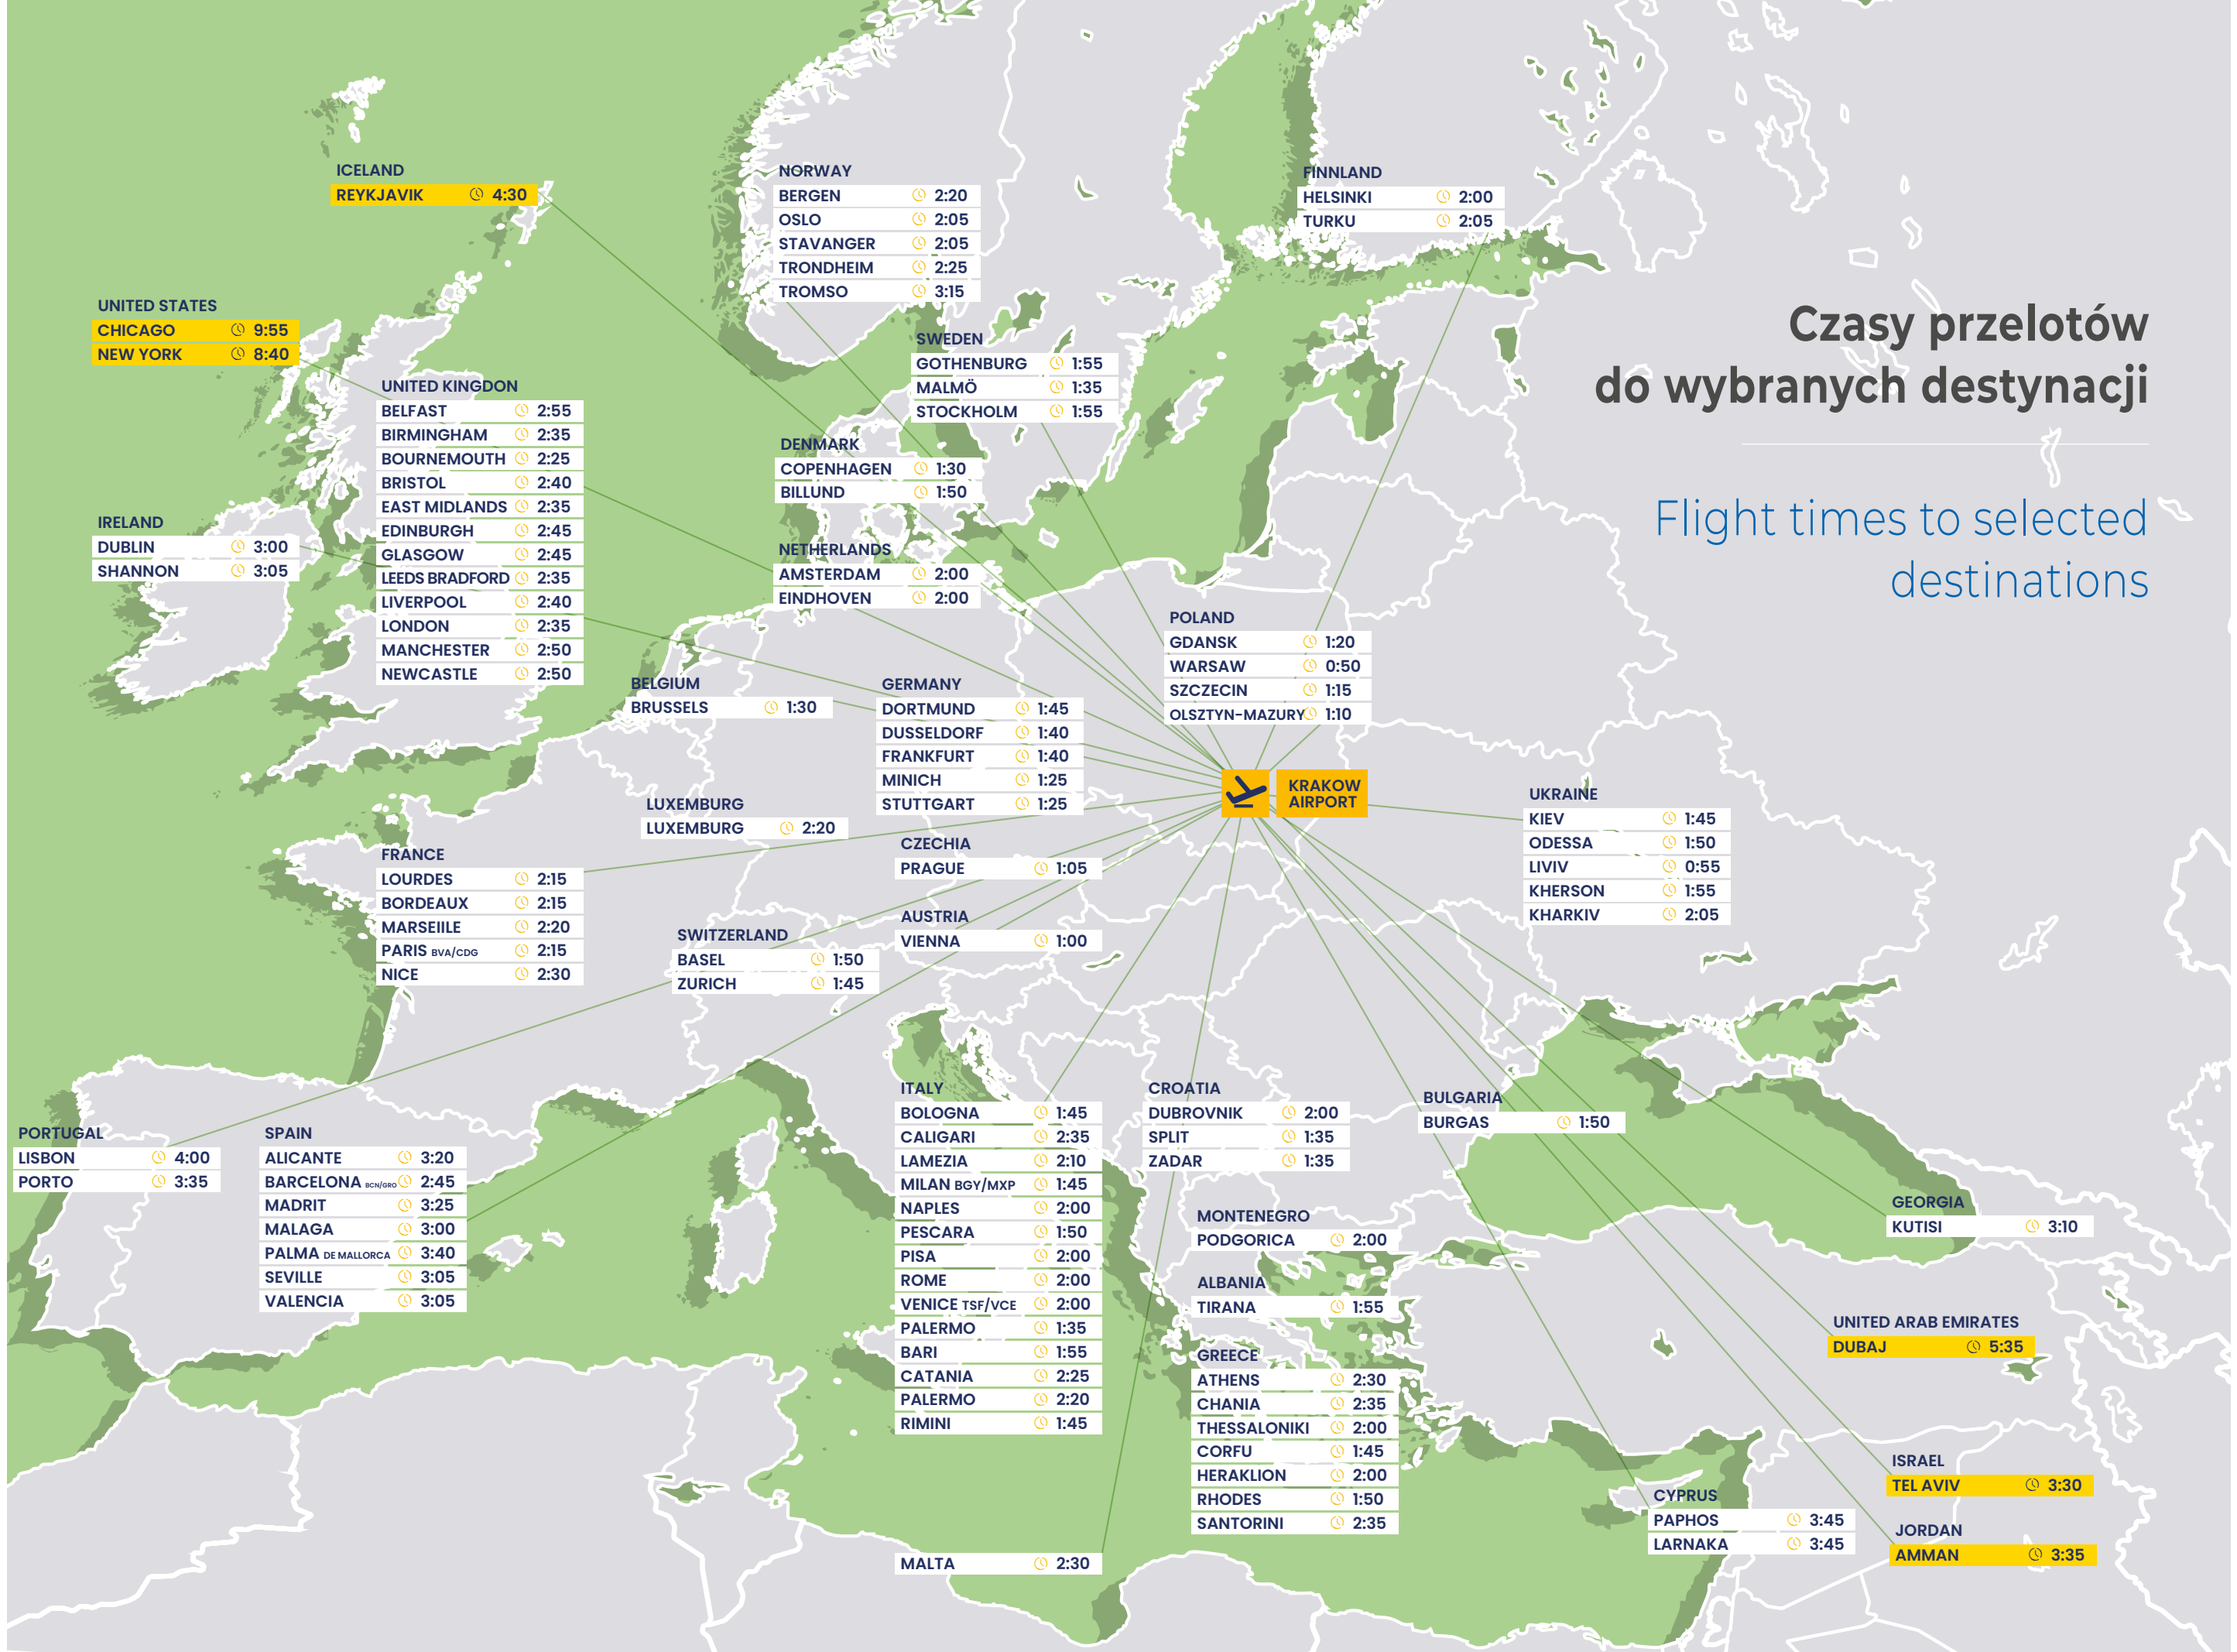 ICELAND
REYKJAVIK 4:30
NORWAY
BERGEN 2:20
OSLO 2:05
STAVANGER 2:05
TRONDHEIM 2:25
TROMSO 3:15
FINNLAND
HELSINKI 2:00
TURKU 2:05
UNITED STATES
CHICAGO 9:55
NEW YORK 8:40
Czasy przelotów
do wybranych destynacji
Flight times to selected
destinations
SWEDEN
GOTHENBURG 1:55
MALMÖ 1:35
STOCKHOLM 1:55
UNITED KINGDON
BELFAST 2:55
BIRMINGHAM 2:35
BOURNEMOUTH 2:25
BRISTOL 2:40
EAST MIDLANDS 2:35
EDINBURGH 2:45
GLASGOW 2:45
LEEDS BRADFORD 2:35
LIVERPOOL 2:40
LONDON 2:35
MANCHESTER 2:50
NEWCASTLE 2:50
DENMARK
COPENHAGEN 1:30
BILLUND 1:50
IRELAND
DUBLIN 3:00
SHANNON 3:05
NETHERLANDS
AMSTERDAM 2:00
EINDHOVEN 2:00
POLAND
GDANSK 1:20
WARSAW 0:50
SZCZECIN 1:15
OLSZTYN-MAZURY 1:10
BELGIUM
BRUSSELS 1:30
GERMANY
DORTMUND 1:45
DUSSELDORF 1:40
FRANKFURT 1:40
MINICH 1:25
STUTTGART 1:25
KRAKOW
AIRPORT
UKRAINE
KIEV 1:45
ODESSA 1:50
LIVIV 0:55
KHERSON 1:55
KHARKIV 2:05
LUXEMBURG
LUXEMBURG 2:20
CZECHIA
PRAGUE 1:05
FRANCE
LOURDES 2:15
BORDEAUX 2:15
MARSEIILE 2:20
PARIS BVA/CDG 2:15
NICE 2:30
AUSTRIA
VIENNA 1:00
SWITZERLAND
BASEL 1:50
ZURICH 1:45
ITALY
BOLOGNA 1:45
CALIGARI 2:35
LAMEZIA 2:10
MILAN BGY/MXP 1:45
NAPLES 2:00
PESCARA 1:50
PISA 2:00
ROME 2:00
VENICE TSF/VCE 2:00
PALERMO 1:35
BARI 1:55
CATANIA 2:25
PALERMO 2:20
RIMINI 1:45
CROATIA
DUBROVNIK 2:00
SPLIT 1:35
ZADAR 1:35
BULGARIA
BURGAS 1:50
PORTUGAL
LISBON 4:00
PORTO 3:35
SPAIN
ALICANTE 3:20
BARCELONA BCN/GRO 2:45
MADRIT 3:25
MALAGA 3:00
PALMA DE MALLORCA 3:40
SEVILLE 3:05
VALENCIA 3:05
GEORGIA
KUTISI 3:10
MONTENEGRO
PODGORICA 2:00
ALBANIA
TIRANA 1:55
UNITED ARAB EMIRATES
DUBAJ 5:35
GREECE
ATHENS 2:30
CHANIA 2:35
THESSALONIKI 2:00
CORFU 1:45
HERAKLION 2:00
RHODES 1:50
SANTORINI 2:35
ISRAEL
TEL AVIV 3:30
CYPRUS
PAPHOS 3:45
LARNAKA 3:45
JORDAN
AMMAN 3:35
MALTA 2:30